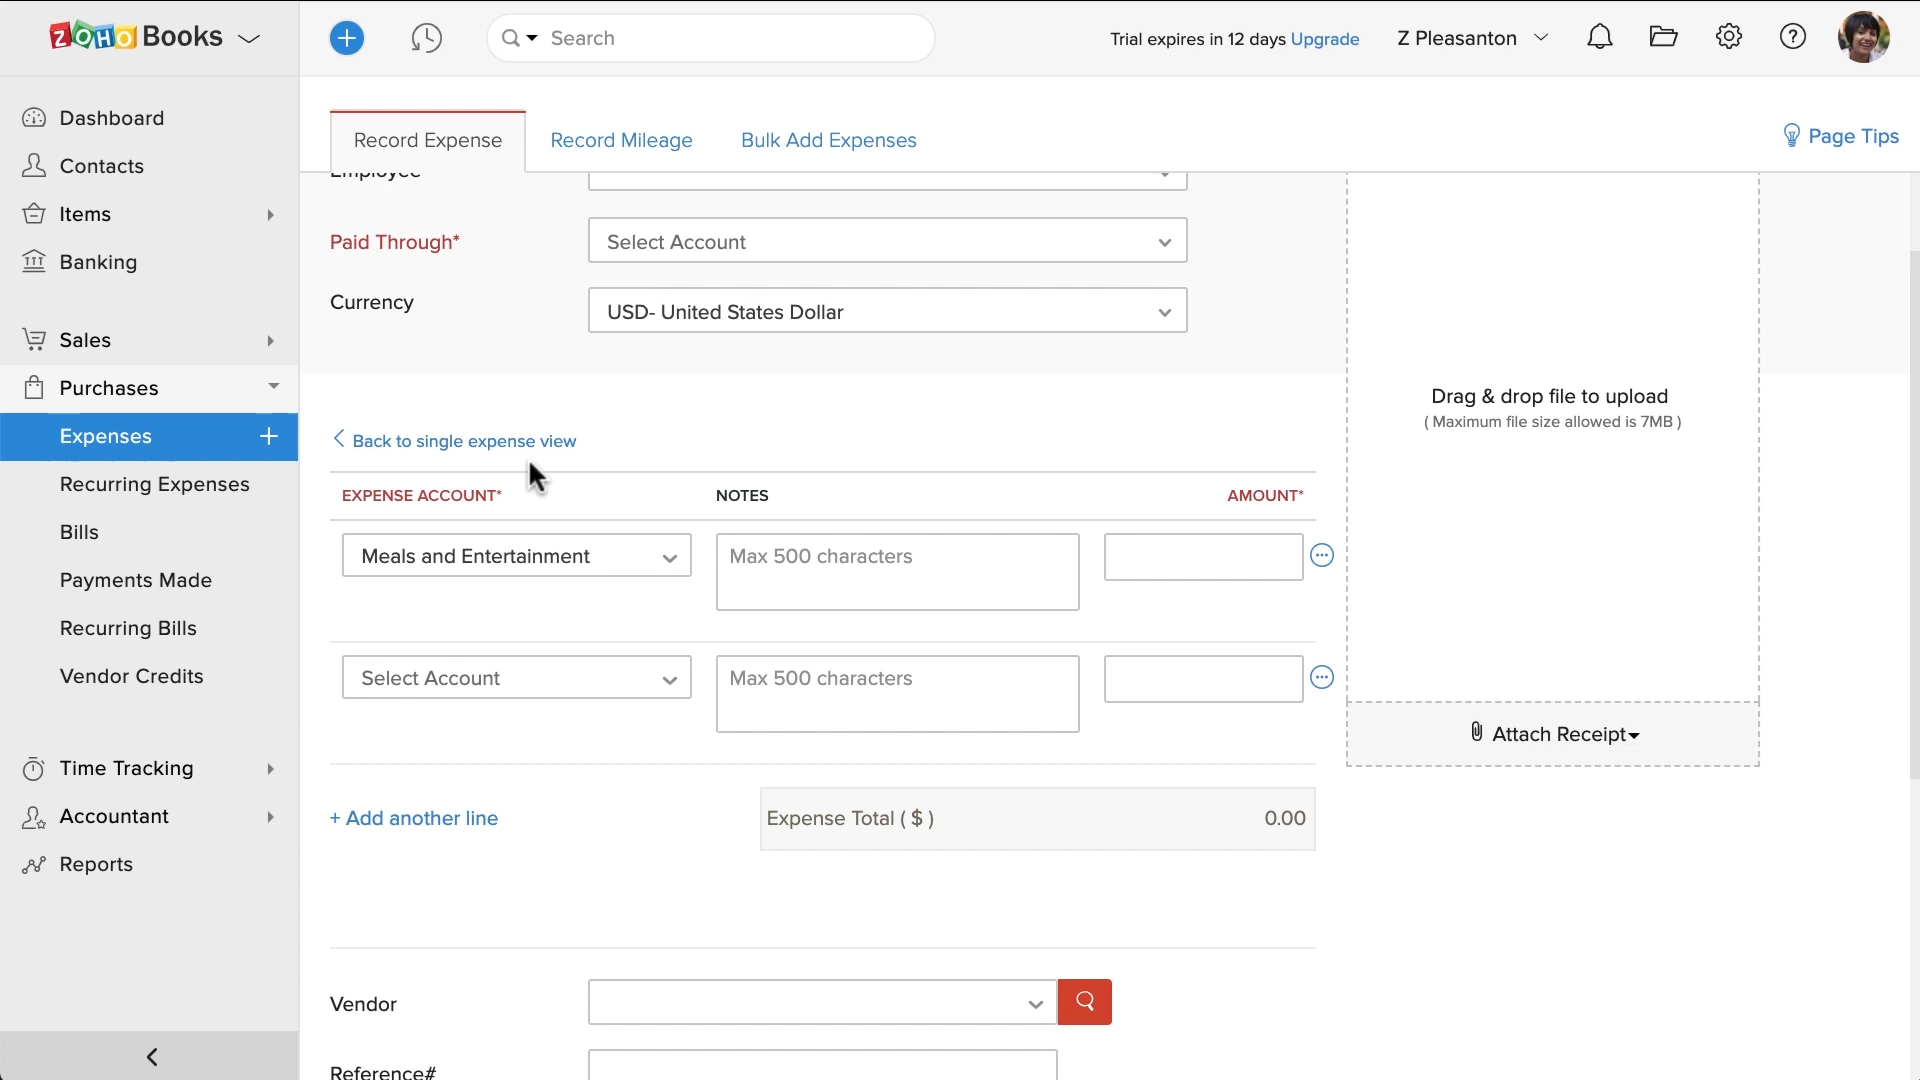 ZOHO Books
Search
Trial expires in 12 days Upgrade
Z Pleasanton
Dashboard
Contacts
Items
Banking
Sales
Purchases
Expenses
Recurring Expenses
Bills
Payments Made
Recurring Bills
Vendor Credits
Time Tracking
Accountant
Reports
Record Expense
Record Mileage
Bulk Add Expenses
Page Tips
Employee
Paid Through*
Select Account
Currency
USD- United States Dollar
Back to single expense view
EXPENSE ACCOUNT*
NOTES
AMOUNT*
Meals and Entertainment
Max 500 characters
Select Account
Max 500 characters
+ Add another line
Expense Total ( $ )
0.00
Vendor
Reference#
Drag & drop file to upload
( Maximum file size allowed is 7MB )
Attach Receipt